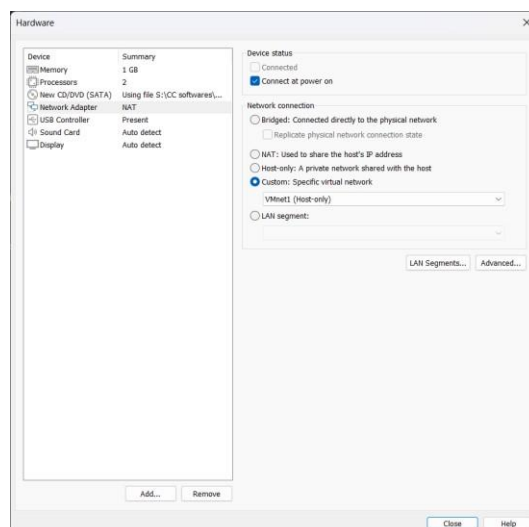 Hardware
Device Summary
Memory 1 GB
Processors 2
New CD/DVD (SATA) Using file S:\CC softwares\...
Network Adapter NAT
USB Controller Present
Sound Card Auto detect
Display Auto detect
Add... Remove
Device status
Connected
Connect at power on
Network connection
Bridged: Connected directly to the physical network
Replicate physical network connection state
NAT: Used to share the host's IP address
Host-only: A private network shared with the host
Custom: Specific virtual network
VMnet1 (Host-only)
LAN segment:
LAN Segments... Advanced...
Close Help